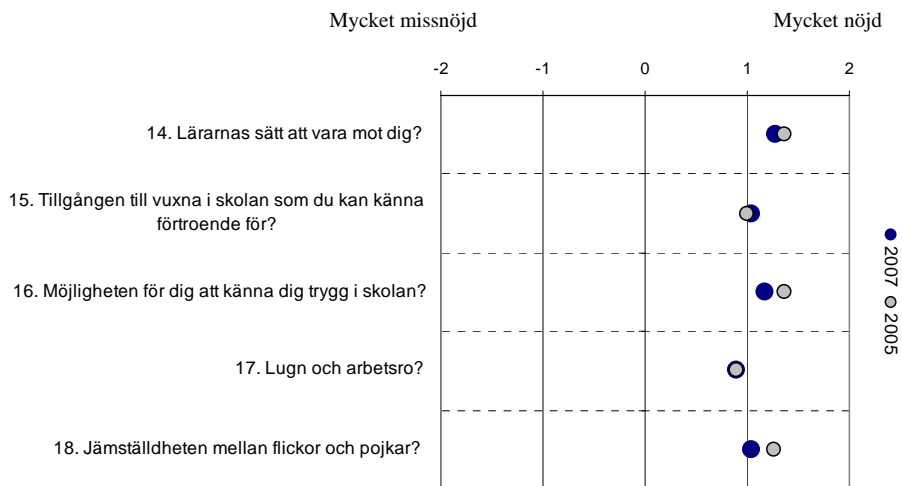 Mycket missnöjd Mycket nöjd
-2 -1 0 1 2
14. Lärarnas sätt att vara mot dig?
15. Tillgången till vuxna i skolan som du kan känna
förtroende för?
16. Möjligheten för dig att känna dig trygg i skolan?
17. Lugn och arbetsro?
18. Jämställdheten mellan flickor och pojkar?
2007 2005